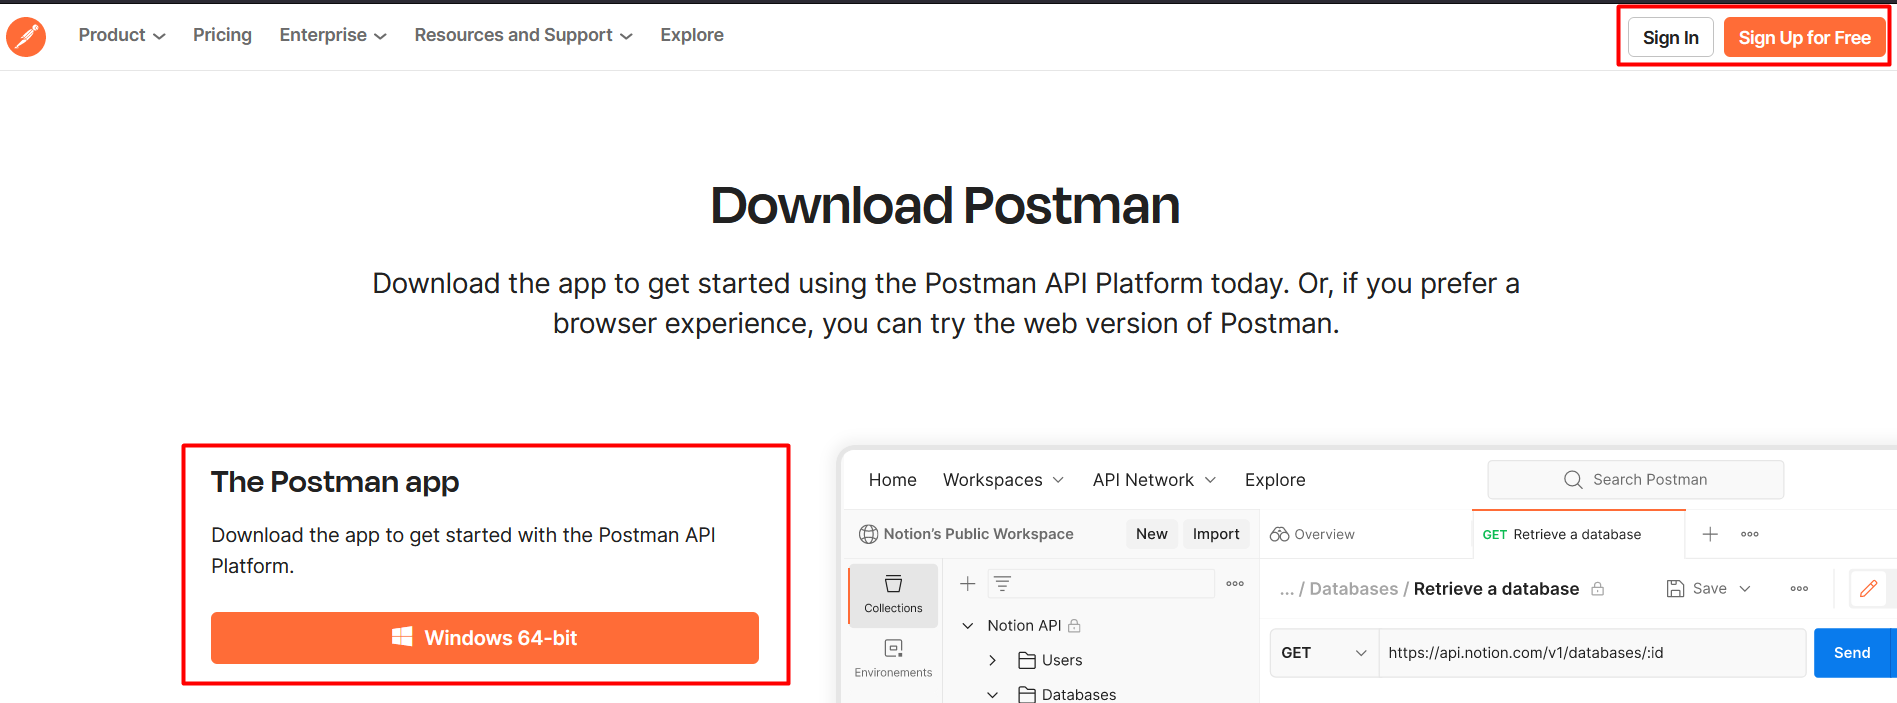 Product Pricing Enterprise Resources and Support Explore Sign In Sign Up for Free
Download Postman
Download the app to get started using the Postman API Platform today. Or, if you prefer a
browser experience, you can try the web version of Postman.
The Postman app
Download the app to get started with the Postman API
Platform.
Windows 64-bit
Home Workspaces API Network Explore Search Postman
Notion’s Public Workspace New Import Overview GET Retrieve a database
Collections
... / Databases / Retrieve a database Save
Notion API
Environements
Users
Databases
GET https://api.notion.com/v1/databases/:id Send